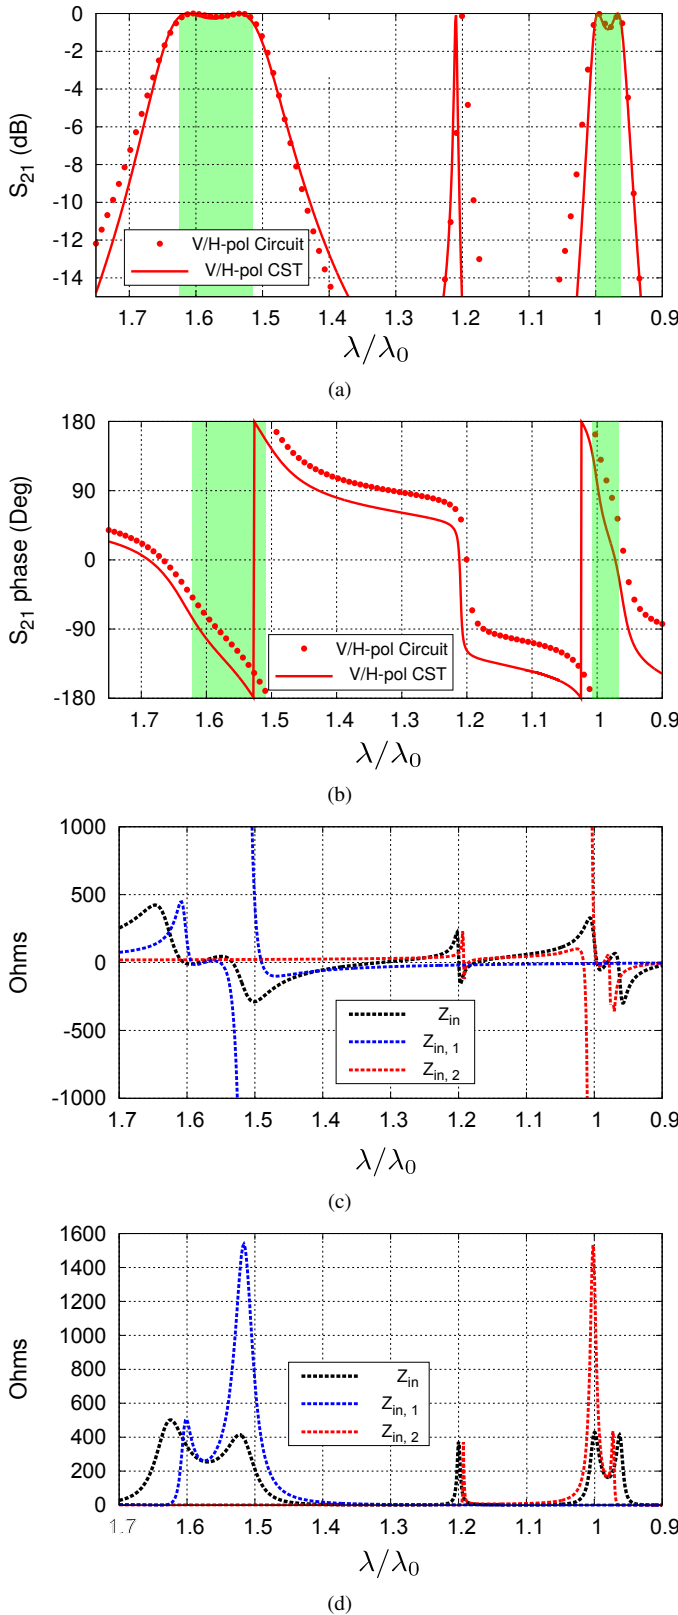 0
-2
-4
-6
-8
-10
-12
-14
S21 (dB)
V/H-pol Circuit
V/H-pol CST
1.7 1.6 1.5 1.4 1.3 1.2 1.1 1 0.9
λ/λ0
(a)
180
90
0
-90
-180
S21 phase (Deg)
V/H-pol Circuit
V/H-pol CST
1.7 1.6 1.5 1.4 1.3 1.2 1.1 1 0.9
λ/λ0
(b)
1000
500
0
-500
-1000
Ohms
Zin
Zin, 1
Zin, 2
1.7 1.6 1.5 1.4 1.3 1.2 1.1 1 0.9
λ/λ0
(c)
1600
1400
1200
1000
800
600
400
200
0
Ohms
Zin
Zin, 1
Zin, 2
1.7 1.6 1.5 1.4 1.3 1.2 1.1 1 0.9
λ/λ0
(d)